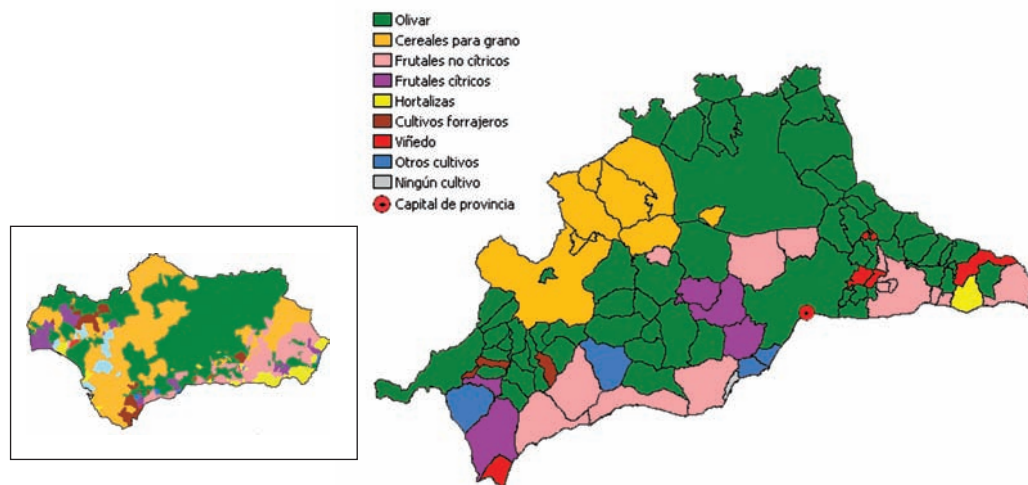 Olivar
Cereales para grano
Frutales no cítricos
Frutales cítricos
Hortalizas
Cultivos forrajeros
Viñedo
Otros cultivos
Ningún cultivo
Capital de provincia